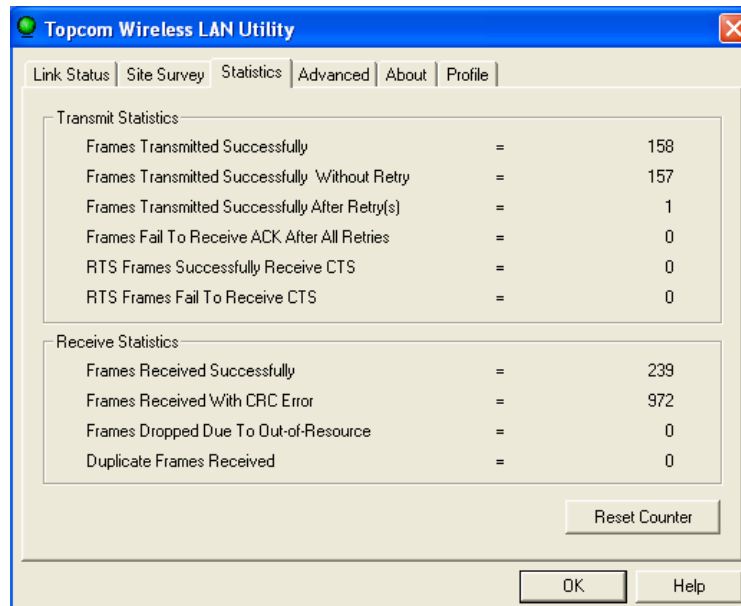 Topcom Wireless LAN Utility
Link Status Site Survey Statistics Advanced About Profile
Transmit Statistics
Frames Transmitted Successfully = 158
Frames Transmitted Successfully Without Retry = 157
Frames Transmitted Successfully After Retry(s) = 1
Frames Fail To Receive ACK After All Retries = 0
RTS Frames Successfully Receive CTS = 0
RTS Frames Fail To Receive CTS = 0
Receive Statistics
Frames Received Successfully = 239
Frames Received With CRC Error = 972
Frames Dropped Due To Out-of-Resource = 0
Duplicate Frames Received = 0
Reset Counter
OK Help